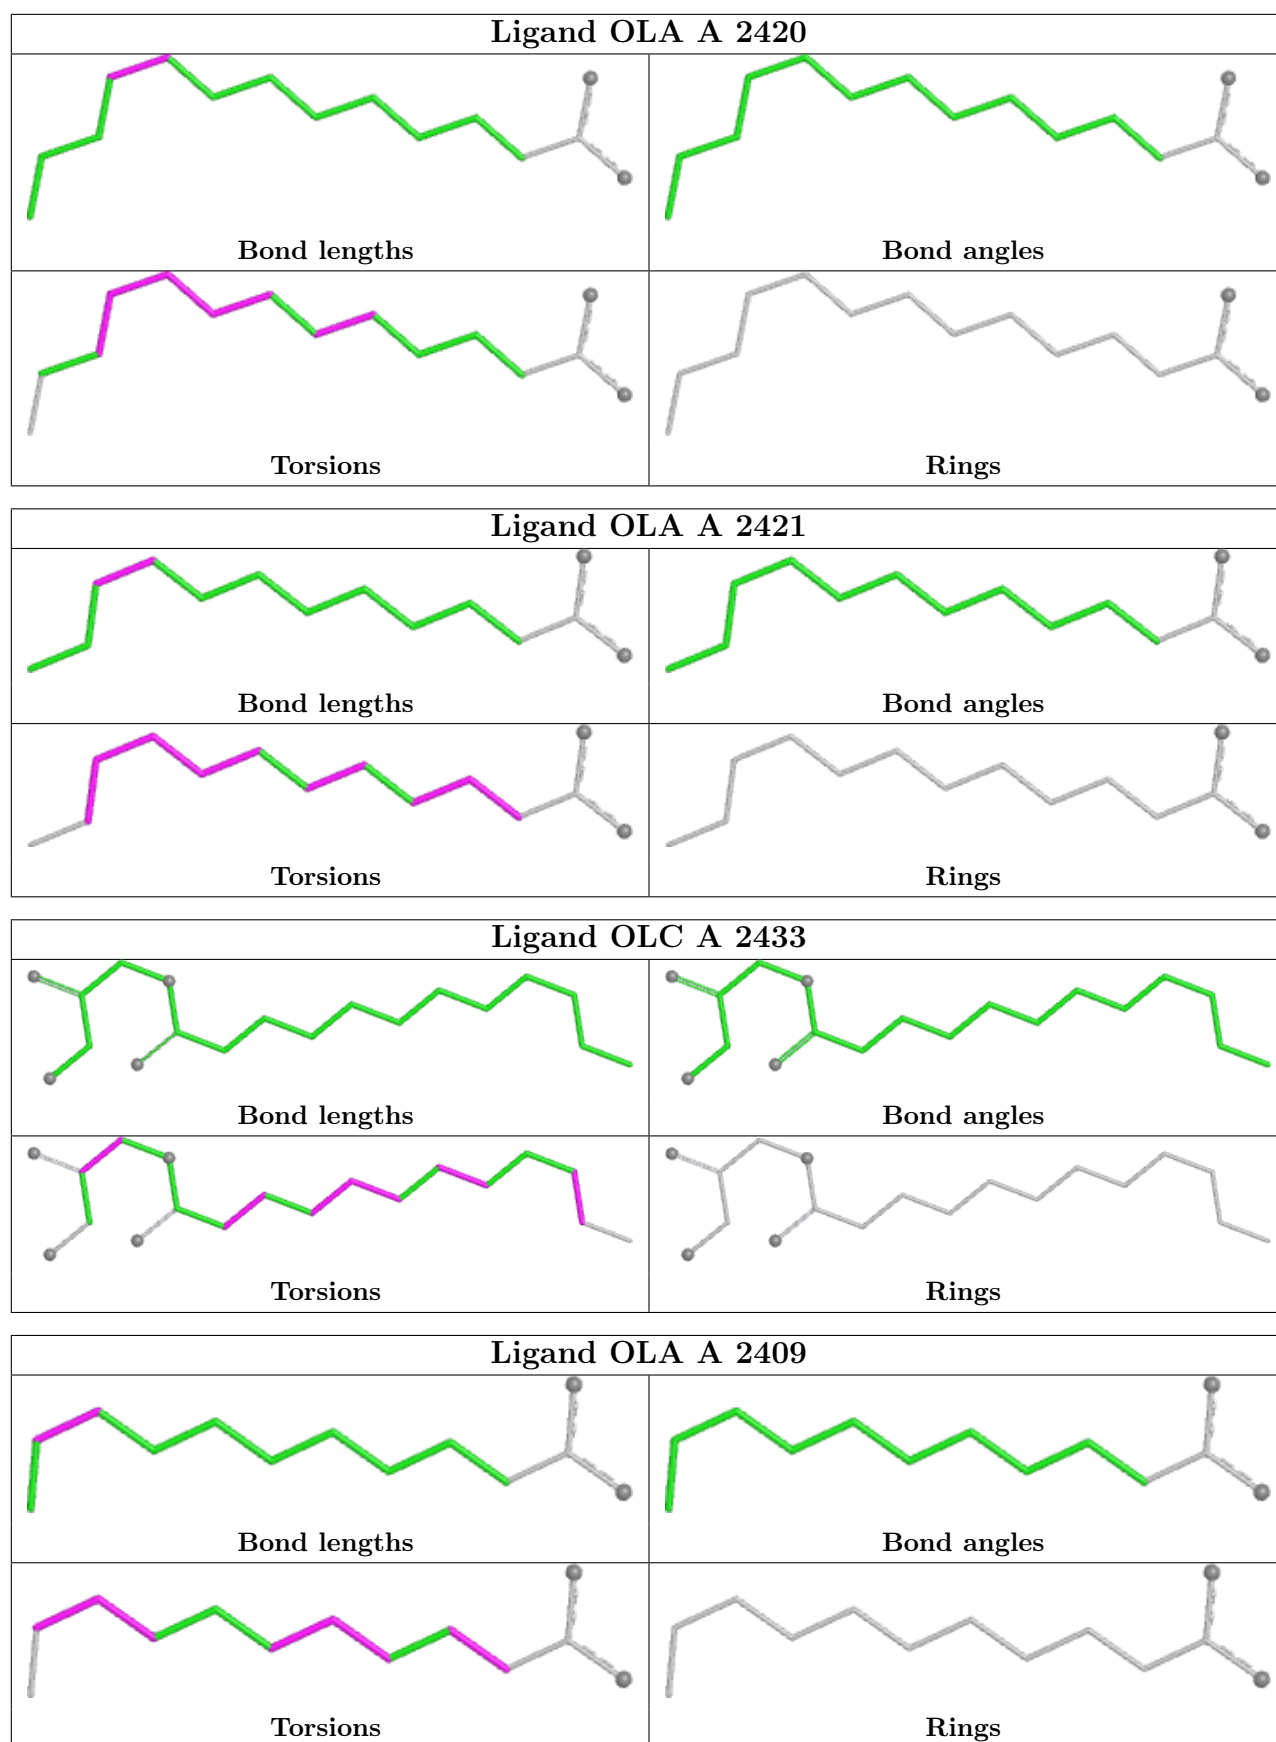 Ligand OLA A 2420
Bond lengths Bond angles
Torsions Rings
Ligand OLA A 2421
Bond lengths Bond angles
Torsions Rings
Ligand OLC A 2433
Bond lengths Bond angles
Torsions Rings
Ligand OLA A 2409
Bond lengths Bond angles
Torsions Rings